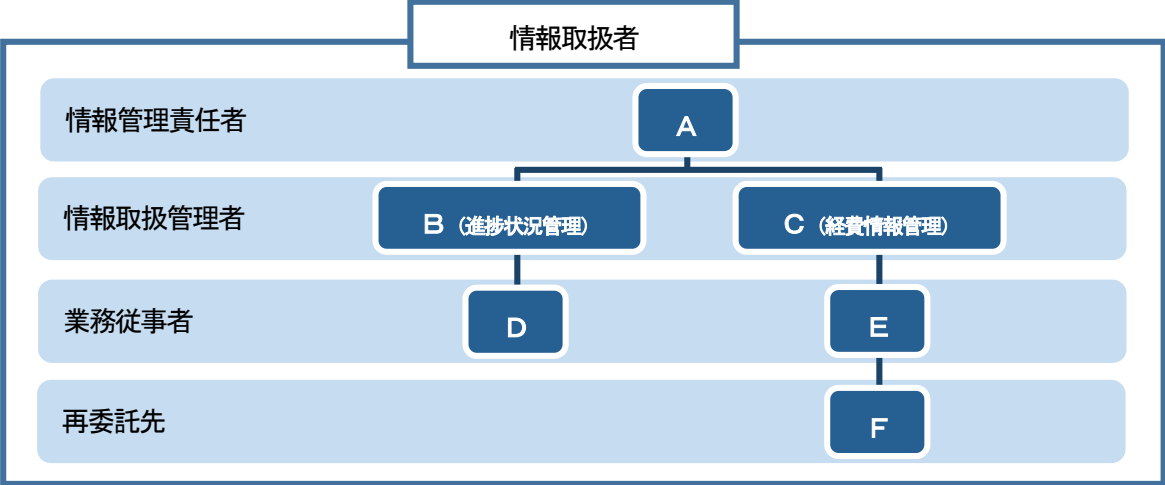 情報取扱者
情報管理責任者
A
情報取扱管理者
B（進捗状況管理）
C（経費情報管理）
業務従事者
D
E
再委託先
F